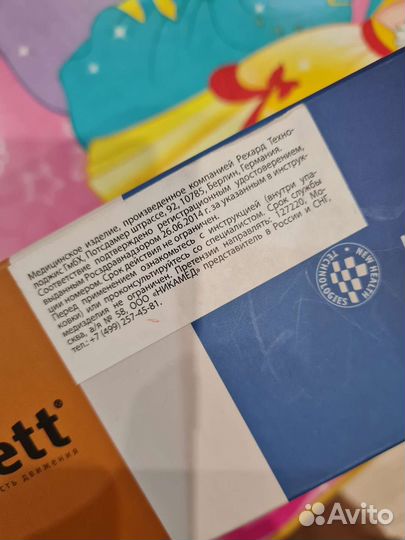 Медицинское изделие, произведенное компанией Рехард Техно-
лоджис ГмбХ, Потсдамер штрассе, 92, 10785, Берлин, Германия.
Соответствие подтверждено регистрационным удостоверением,
выданным Росздравнадзором 26.06.2014 г. за указанным в инструк-
ции номером. Срок действия не ограничен.
Перед применением ознакомьтесь с инструкцией (внутри упа-
ковки) или проконсультируйтесь со специалистом. Срок службы
медизделия не ограничен. Претензии направлять: 127220, Мо-
сква, а/я № 58, ООО «НИКАМЕД» представитель в России и СНГ,
тел.: +7 (499) 257-45-81.
NEW HEALTH
TECHNOLOGIES
ett®
сть движения
Avito